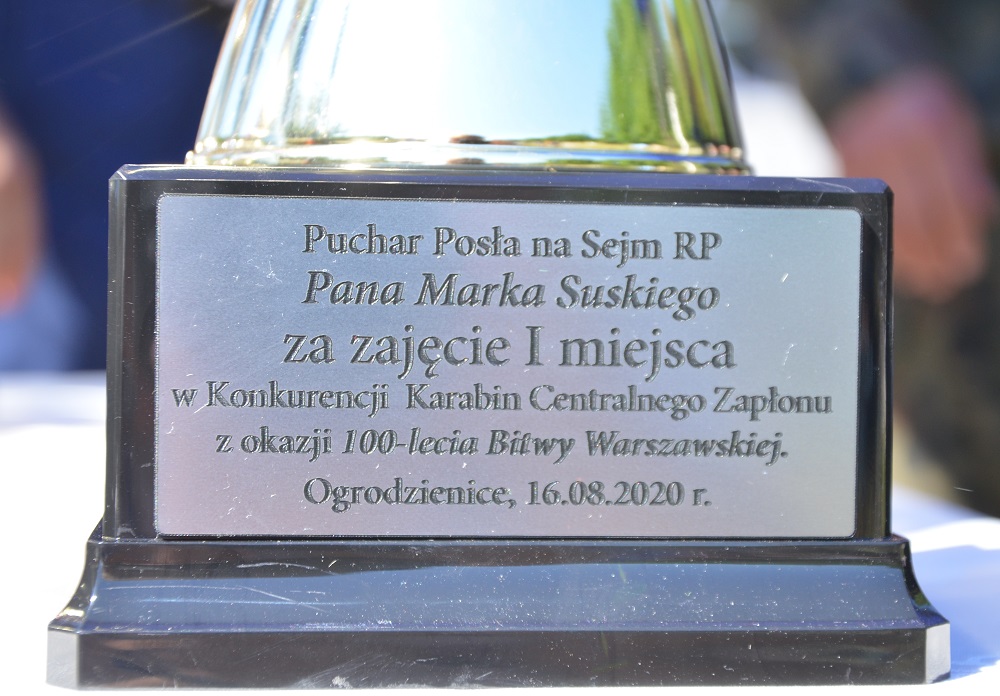 Puchar Posła na Sejm RP
Pana Marka Suskiego
za zajęcie I miejsca
w Konkurencji Karabin Centralnego Zapłonu
z okazji 100-lecia Bitwy Warszawskiej.
Ogrodzienice, 16.08.2020 r.